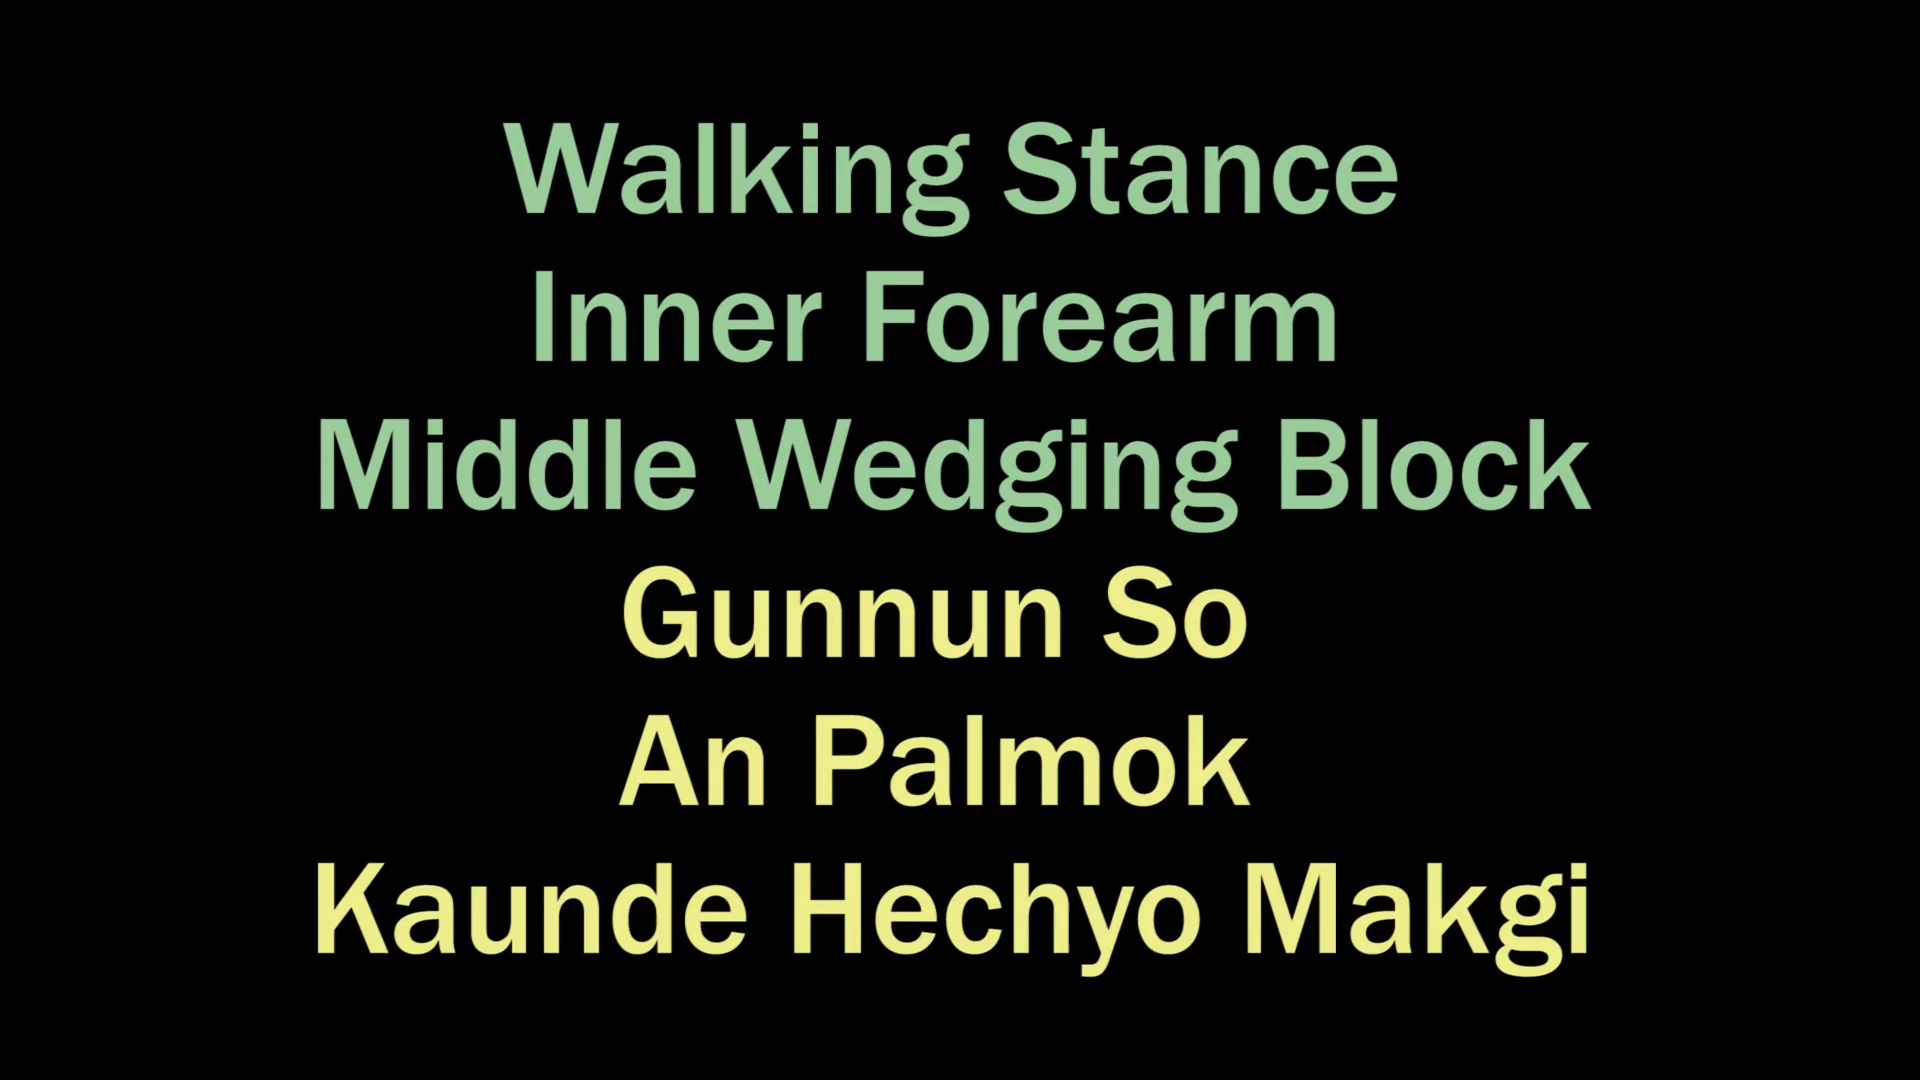 Walking Stance
Inner Forearm
Middle Wedging Block
Gunnun So
An Palmok
Kaunde Hechyo Makgi